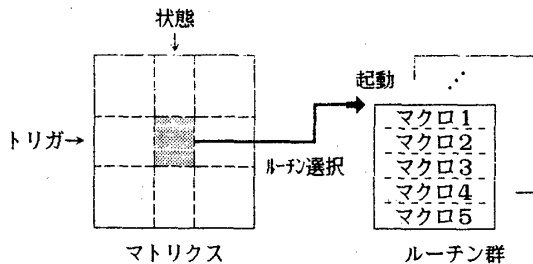 状態
↓
起動
⋰
トリガ→
マクロ1
マクロ2
ルーチン選択
マクロ3
マクロ4
マクロ5
マトリクス
ルーチン群